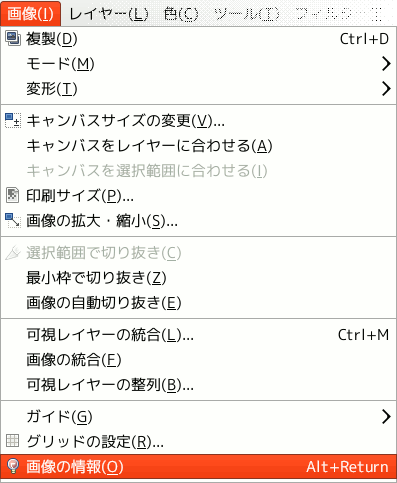 画像(I) レイヤー(L) 色(C) ツール(T) フィルター(R)
複製(D) Ctrl+D
モード(M)
変形(T)
キャンバスサイズの変更(V)...
キャンバスをレイヤーに合わせる(A)
キャンバスを選択範囲に合わせる(I)
印刷サイズ(P)...
画像の拡大・縮小(S)...
選択範囲で切り抜き(C)
最小枠で切り抜き(Z)
画像の自動切り抜き(E)
可視レイヤーの統合(L)... Ctrl+M
画像の統合(F)
可視レイヤーの整列(B)...
ガイド(G)
グリッドの設定(R)...
画像の情報(O) Alt+Return